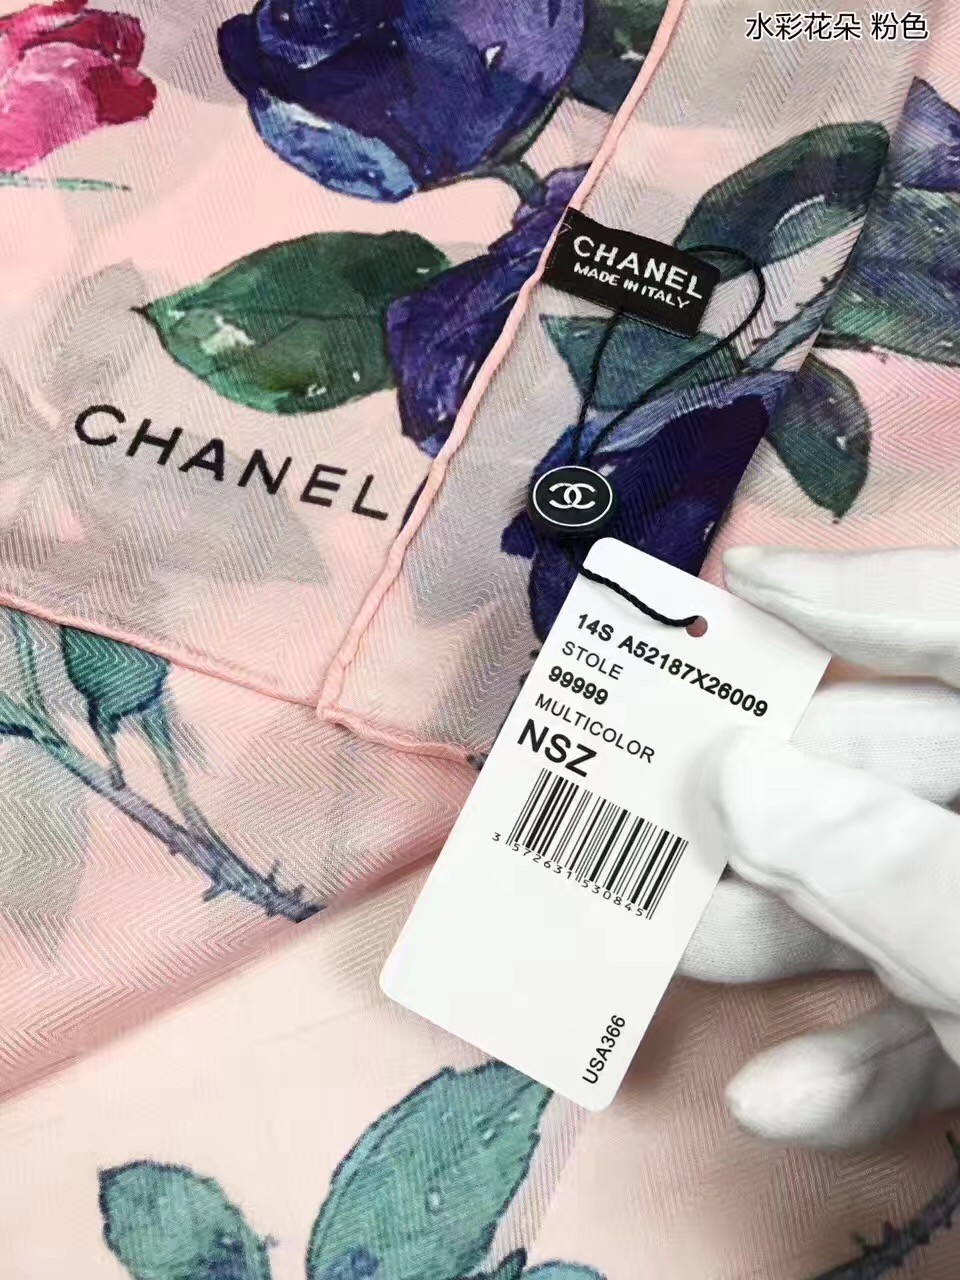 水彩花朵 粉色
CHANEL
MADE IN ITALY
CHANEL
14S A52187X26009
STOLE
99999
MULTICOLOR
NSZ
3 572631 530845
USA366